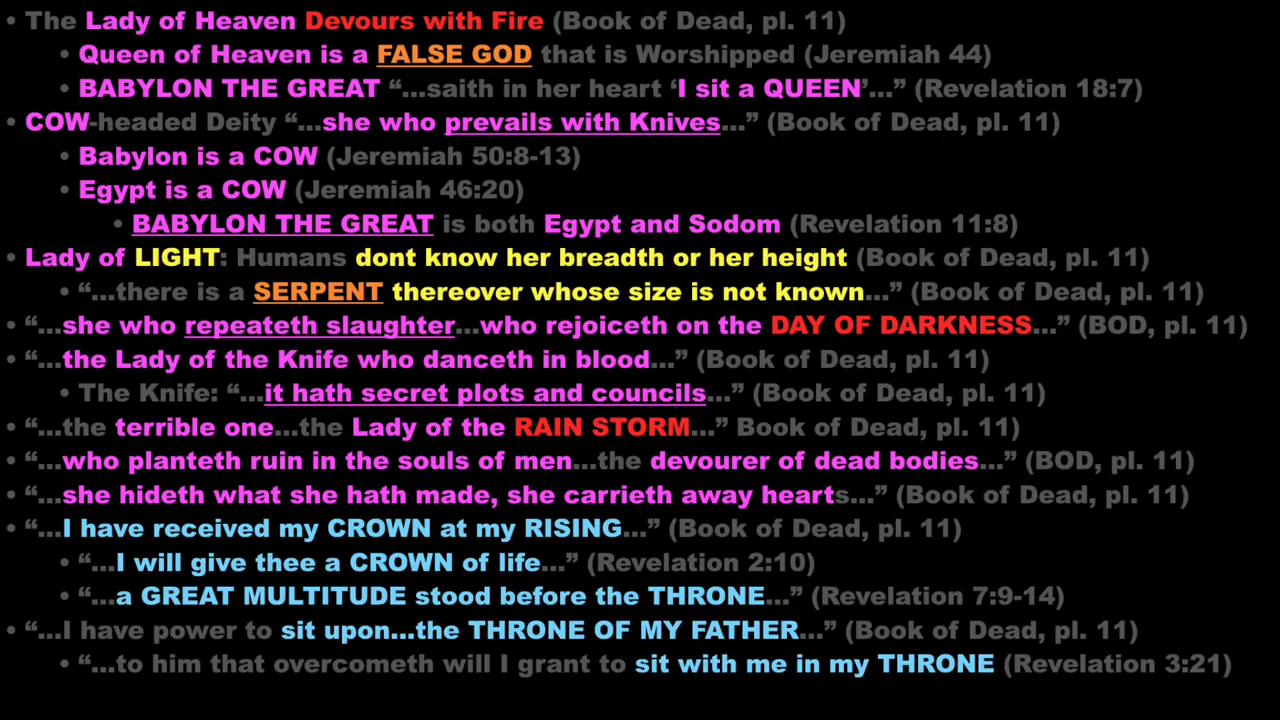 • The Lady of Heaven Devours with Fire (Book of Dead, pl. 11)
• Queen of Heaven is a FALSE GOD that is Worshipped (Jeremiah 44)
• BABYLON THE GREAT “…saith in her heart ‘I sit a QUEEN’…” (Revelation 18:7)
• COW-headed Deity “…she who prevails with Knives…” (Book of Dead, pl. 11)
• Babylon is a COW (Jeremiah 50:8-13)
• Egypt is a COW (Jeremiah 46:20)
• BABYLON THE GREAT is both Egypt and Sodom (Revelation 11:8)
• Lady of LIGHT: Humans dont know her breadth or her height (Book of Dead, pl. 11)
• “…there is a SERPENT thereover whose size is not known…” (Book of Dead, pl. 11)
• “…she who repeateth slaughter…who rejoiceth on the DAY OF DARKNESS…” (BOD, pl. 11)
• “…the Lady of the Knife who danceth in blood…” (Book of Dead, pl. 11)
• The Knife: “…it hath secret plots and councils…” (Book of Dead, pl. 11)
• “…the terrible one…the Lady of the RAIN STORM…” Book of Dead, pl. 11)
• “…who planteth ruin in the souls of men…the devourer of dead bodies…” (BOD, pl. 11)
• “…she hideth what she hath made, she carrieth away hearts…” (Book of Dead, pl. 11)
• “…I have received my CROWN at my RISING…” (Book of Dead, pl. 11)
• “…I will give thee a CROWN of life…” (Revelation 2:10)
• “…a GREAT MULTITUDE stood before the THRONE…” (Revelation 7:9-14)
• “…I have power to sit upon…the THRONE OF MY FATHER…” (Book of Dead, pl. 11)
• “…to him that overcometh will I grant to sit with me in my THRONE (Revelation 3:21)